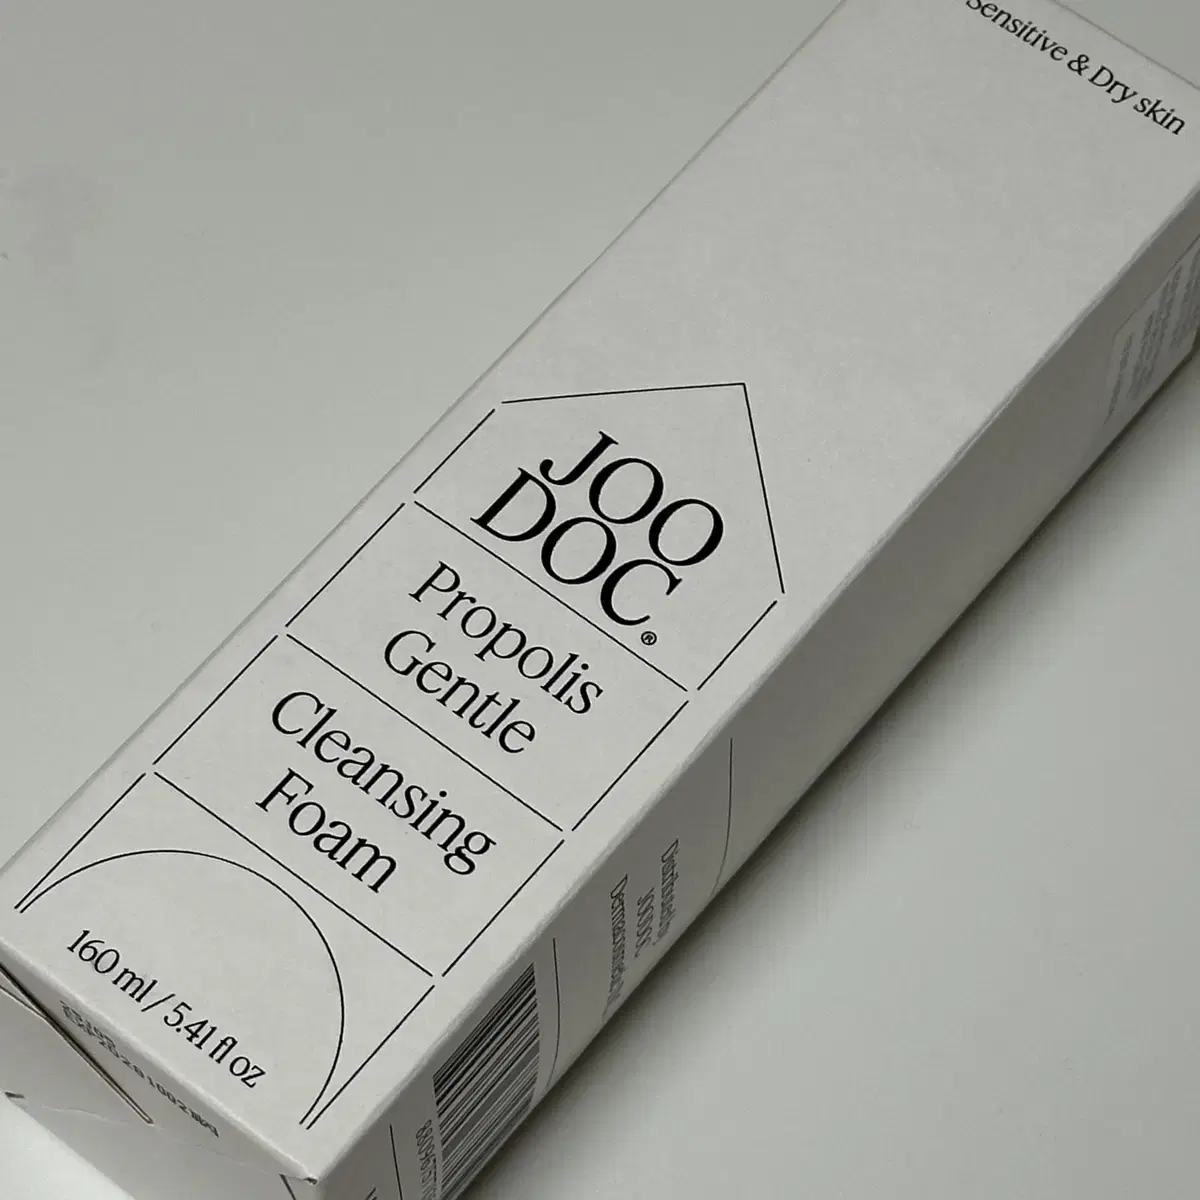 Sensitive & Dry skin
JOO
DOC®
Propolis
Gentle
Cleansing
Foam
160 ml / 5.41 fl oz